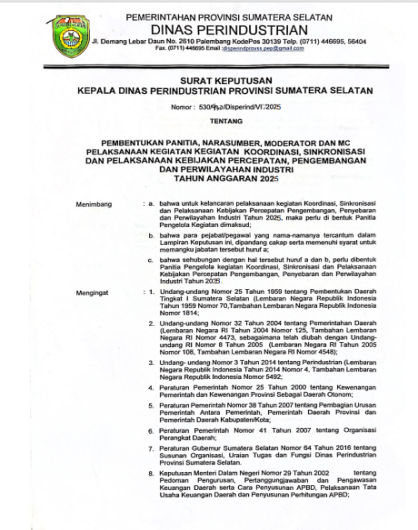 PEMERINTAHAN PROVINSI SUMATERA SELATAN
DINAS PERINDUSTRIAN
Jl. Demang Lebar Daun No. 2610 Palembang KodePos 30139 Telp. (0711) 446695, 56404
Fax. (0711) 446695 Email :disperindprovss.pep@gmail.com
SURAT KEPUTUSAN
KEPALA DINAS PERINDUSTRIAN PROVINSI SUMATERA SELATAN
Nomor : 530/ /Disperind/ /2025
TENTANG
PEMBENTUKAN PANITIA, NARASUMBER, MODERATOR DAN MC
PELAKSANAAN KEGIATAN KEGIATAN KOORDINASI, SINKRONISASI
DAN PELAKSANAAN KEBIJAKAN PERCEPATAN, PENGEMBANGAN
DAN PERWILAYAHAN INDUSTRI
TAHUN ANGGARAN 2025
Menimbang : a. bahwa untuk kelancaran pelaksanaan kegiatan Koordinasi, Sinkronisasi
dan Pelaksanaan Kebijakan Percepatan Pengembangan, Penyebaran
dan Perwilayahan Industri Tahun 2025, maka perlu di bentuk Panitia
Pengelola Kegiatan dimaksud;
b. bahwa para pejabat/pegawai yang nama-namanya tercantum dalam
Lampiran Keputusan ini, dipandang cakap serta memenuhi syarat untuk
memangku jabatan tersebut huruf a;
c. bahwa sehubungan dengan hal tersebut huruf a dan b, perlu dibentuk
Panitia Pengelola kegiatan Koordinasi, Sinkronisasi dan Pelaksanaan
Kebijakan Percepatan Pengembangan, Penyebaran dan Perwilayahan
Industri Tahun 2025.
Mengingat : 1. Undang-undang Nomor 25 Tahun 1959 tentang Pembentukan Daerah
Tingkat I Sumatera Selatan (Lembaran Negara Republik Indonesia
Tahun 1959 Nomor 70,Tambahan Lembaran Negara Republik Indonesia
Nomor 1814;
2. Undang-undang Nomor 32 Tahun 2004 tentang Pemerintahan Daerah
(Lembaran Negara RI Tahun 2004 Nomor 125, Tambahan Lembaran
Negara RI Nomor 4473, sebagaimana telah diubah dengan Undang-
undang RI Nomor 8 Tahun 2005 (Lembaran Negara RI Tahun 2005
Nomor 108, Tambahan Lembaran Negara RI Nomor 4548);
3. Undang- undang Nomor 3 Tahun 2014 tentang Perindustrian (Lembaran
Negara Republik Indonesia Tahun 2014 Nomor 4, Tambahan Lembaran
Negara Republik Indonesia Nomor 5492;
4. Peraturan Pemerintah Nomor 25 Tahun 2000 tentang Kewenangan
Pemerintah dan Kewenangan Provinsi Sebagai Daerah Otonom;
5. Peraturan Pemerintah Nomor 38 Tahun 2007 tentang Pembagian Urusan
Pemerintah Antara Pemerintah, Pemerintah Daerah Provinsi dan
Pemerintah Daerah Kabupaten/Kota;
6. Peraturan Pemerintah Nomor 41 Tahun 2007 tentang Organisasi
Perangkat Daerah;
7. Peraturan Gubernur Sumatera Selatan Nomor 64 Tahun 2016 tentang
Susunan Organisasi, Uraian Tugas dan Fungsi Dinas Perindustrian
Provinsi Sumatera Selatan.
8. Keputusan Menteri Dalam Negeri Nomor 29 Tahun 2002 tentang
Pedoman Pengurusan, Pertanggungjawaban dan Pengawasan
Keuangan Daerah serta Cara Penyusunan APBD, Pelaksanaan Tata
Usaha Keuangan Daerah dan Penyusunan Perhitungan APBD;